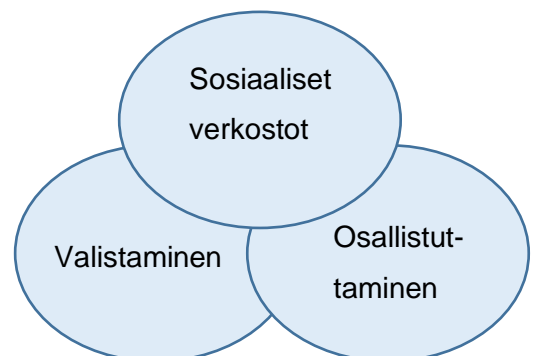 Sosiaaliset
verkostot
Valistaminen
Osallistut-
taminen